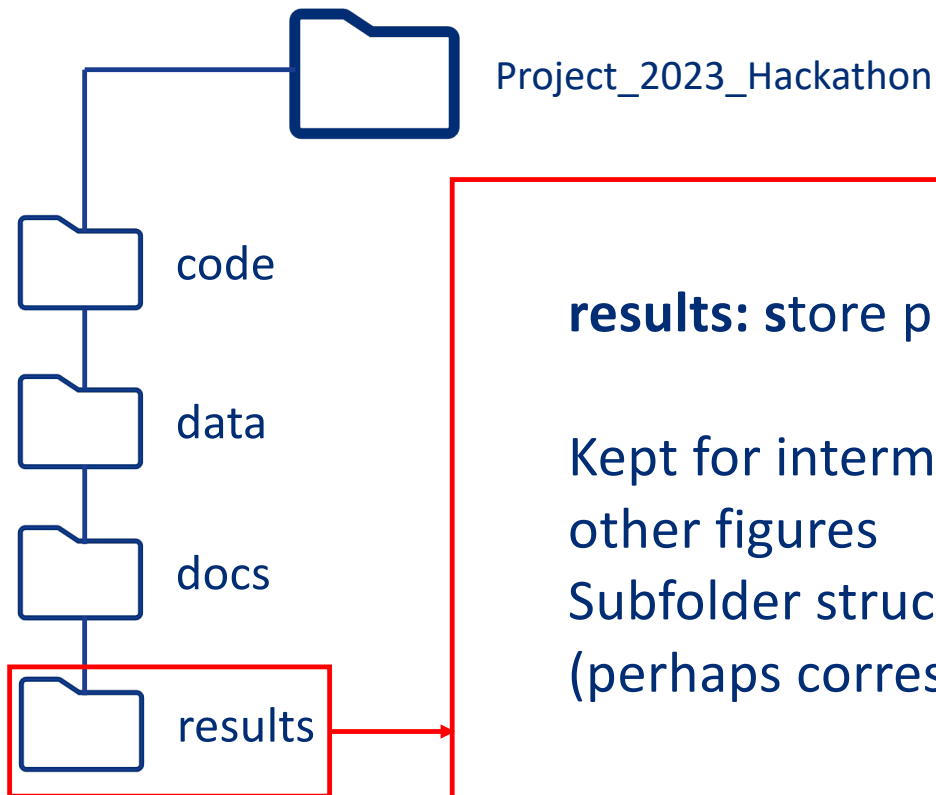 Project_2023_Hackathon
code
data
docs
results
results: store p
Kept for interm
other figures
Subfolder struc
(perhaps corres